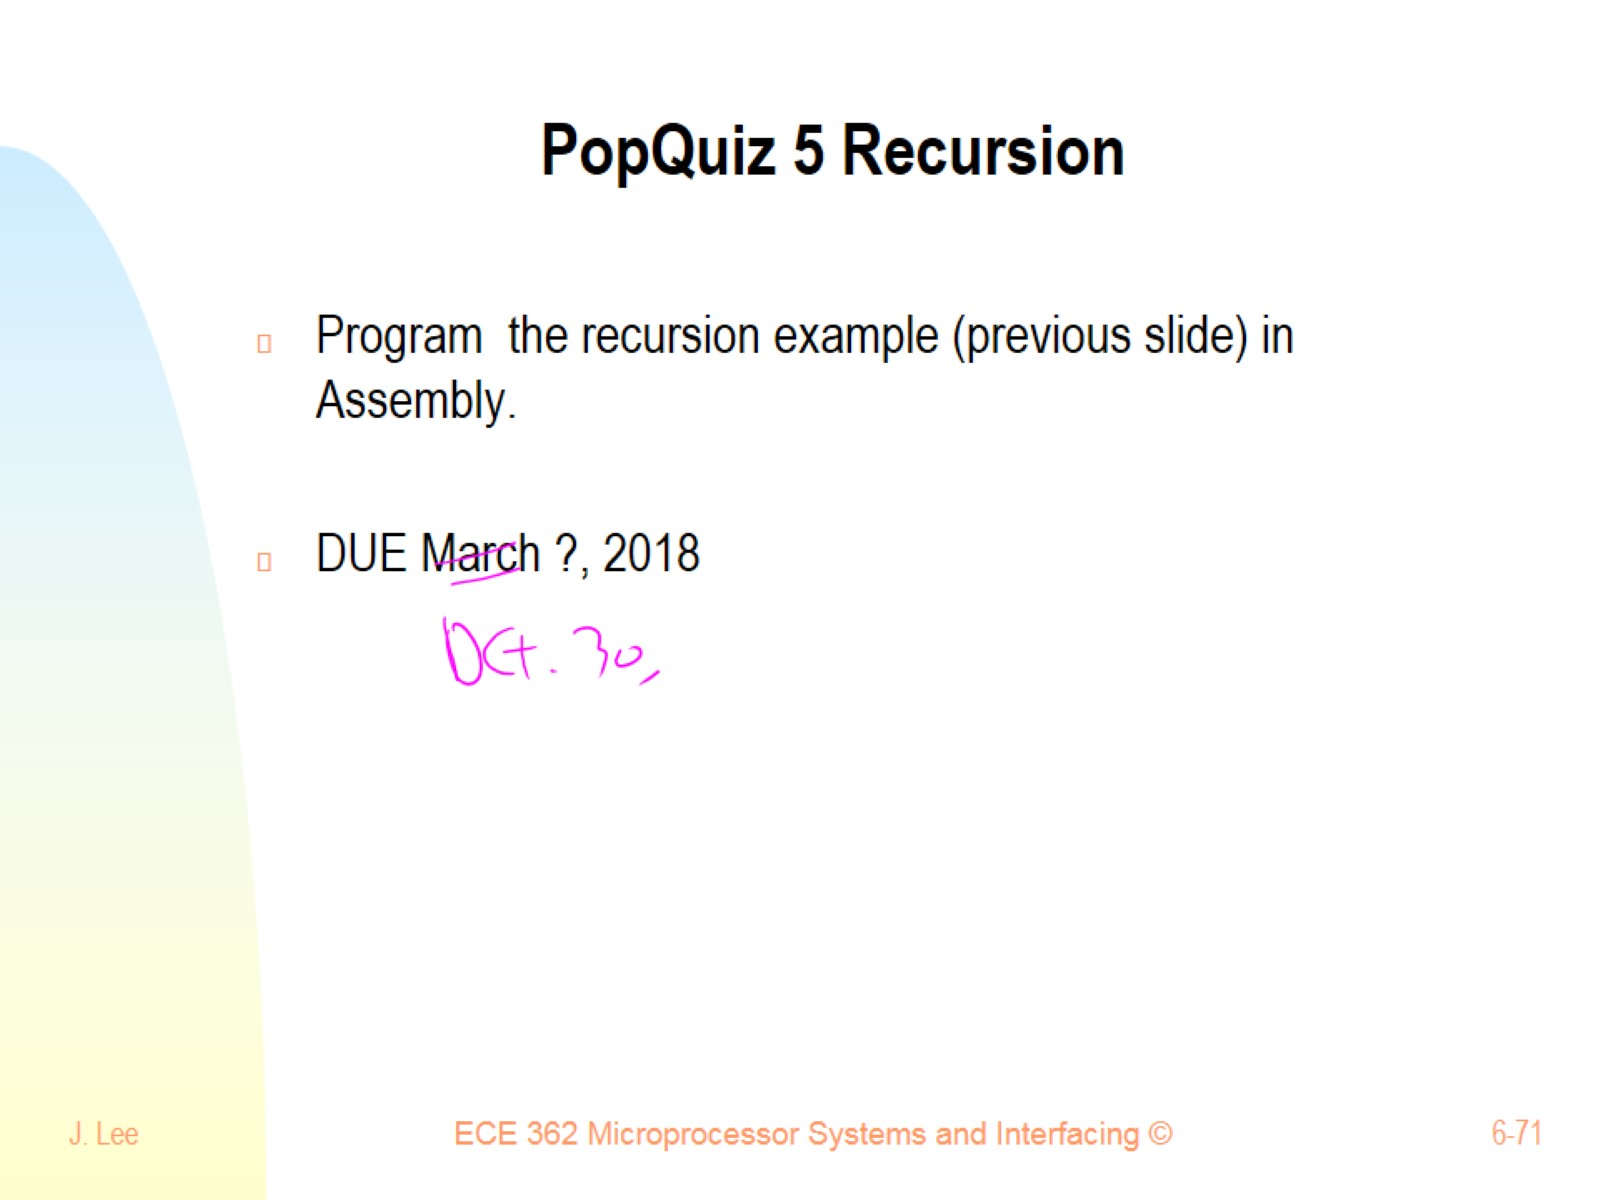 PopQuiz 5 Recursion
Program the recursion example (previous slide) in
Assembly.
DUE March ?, 2018
Oct. 30,
J. Lee
ECE 362 Microprocessor Systems and Interfacing ©
6-71